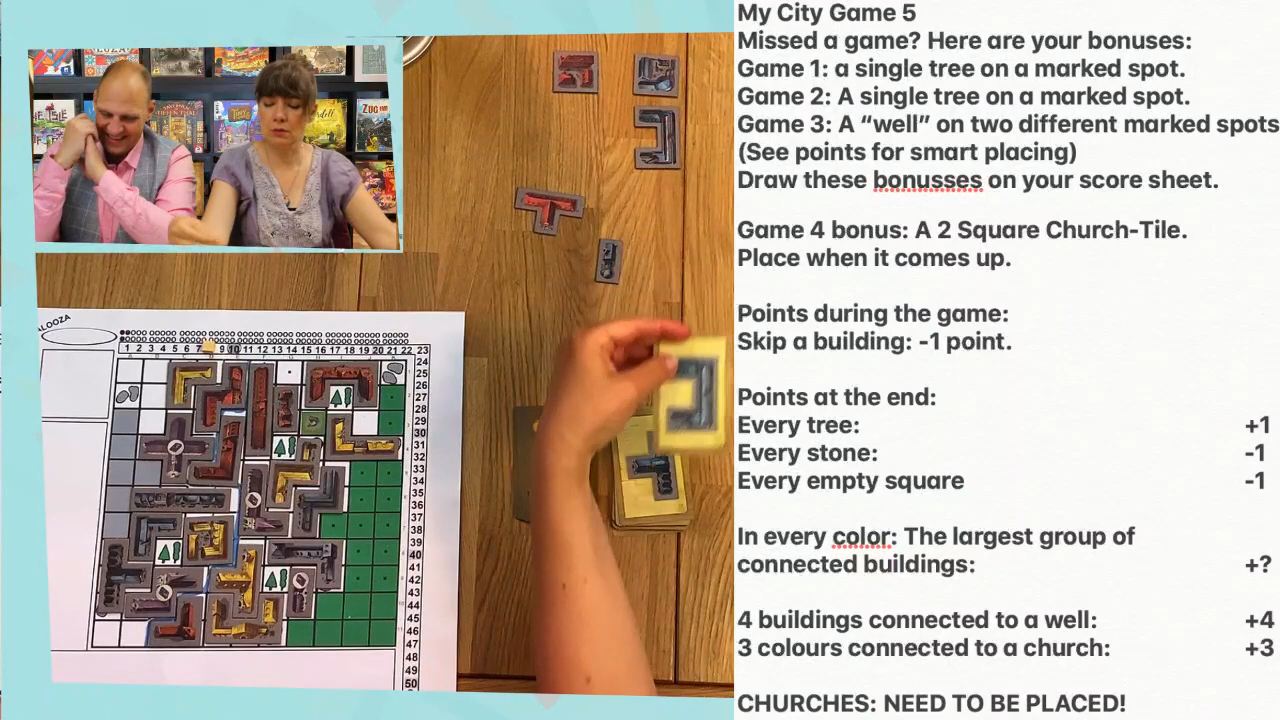 My City Game 5
Missed a game? Here are your bonuses:
Game 1: a single tree on a marked spot.
Game 2: A single tree on a marked spot.
Game 3: A “well” on two different marked spots
(See points for smart placing)
Draw these bonusses on your score sheet.
Game 4 bonus: A 2 Square Church-Tile.
Place when it comes up.
Points during the game:
Skip a building: -1 point.
Points at the end:
Every tree: +1
Every stone: -1
Every empty square -1
In every color: The largest group of
connected buildings: +?
4 buildings connected to a well: +4
3 colours connected to a church: +3
CHURCHES: NEED TO BE PLACED!
ALOOZA
1 2 3 4 5 6 7 9 10 11 12 13 14 15 16 17 18 19 20 21 22 23
24
25
26
27
28
29
30
31
32
33
34
35
36
37
38
39
40
41
42
43
44
45
46
47
48
49
50